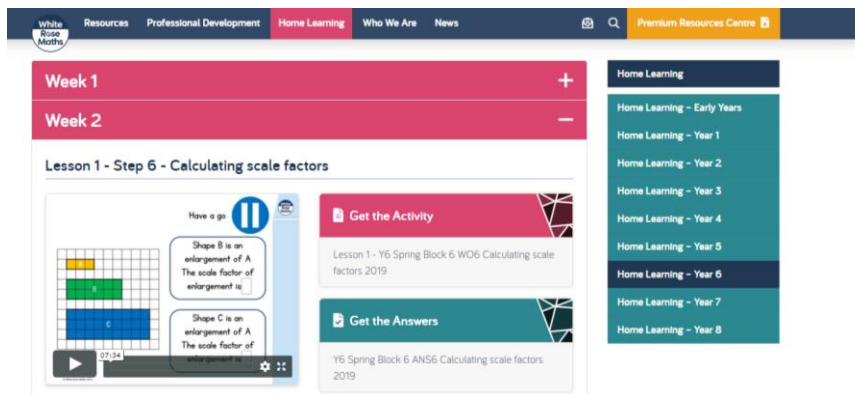 White Rose Maths
Resources
Professional Development
Home Learning
Who We Are
News
Premium Resources Centre
Week 1
Week 2
Lesson 1 - Step 6 - Calculating scale factors
Have a go
Shape B is an
enlargement of A
The scale factor of
enlargement is
Shape C is an
enlargement of A
The scale factor of
07:34
Get the Activity
Lesson 1 - Y6 Spring Block 6 WO6 Calculating scale
factors 2019
Get the Answers
Y6 Spring Block 6 ANS6 Calculating scale factors
2019
Home Learning
Home Learning – Early Years
Home Learning – Year 1
Home Learning – Year 2
Home Learning – Year 3
Home Learning – Year 4
Home Learning – Year 5
Home Learning – Year 6
Home Learning – Year 7
Home Learning – Year 8